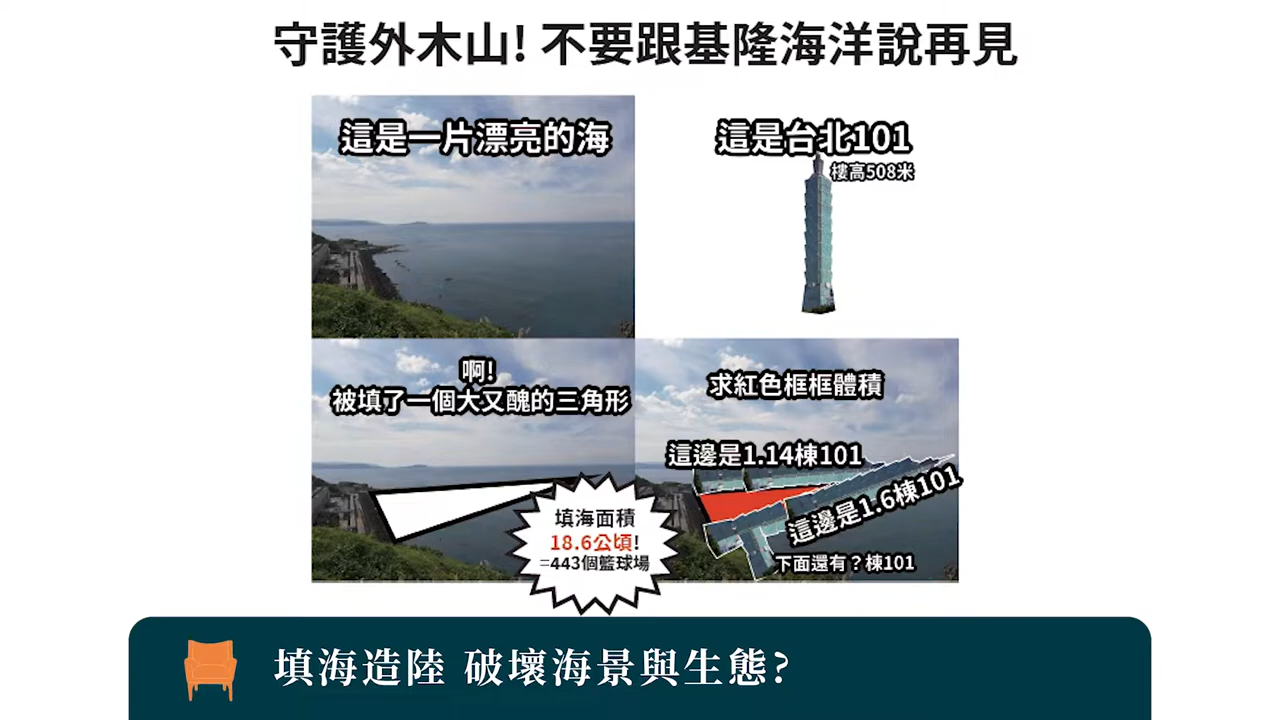 守護外木山! 不要跟基隆海洋說再見
這是一片漂亮的海
這是台北101
樓高508米
啊!
被填了一個大又醜的三角形
求紅色框框體積
這邊是1.14棟101
這邊是1.6棟101
下面還有？棟101
填海面積
18.6公頃!
=443個籃球場
填海造陸 破壞海景與生態?